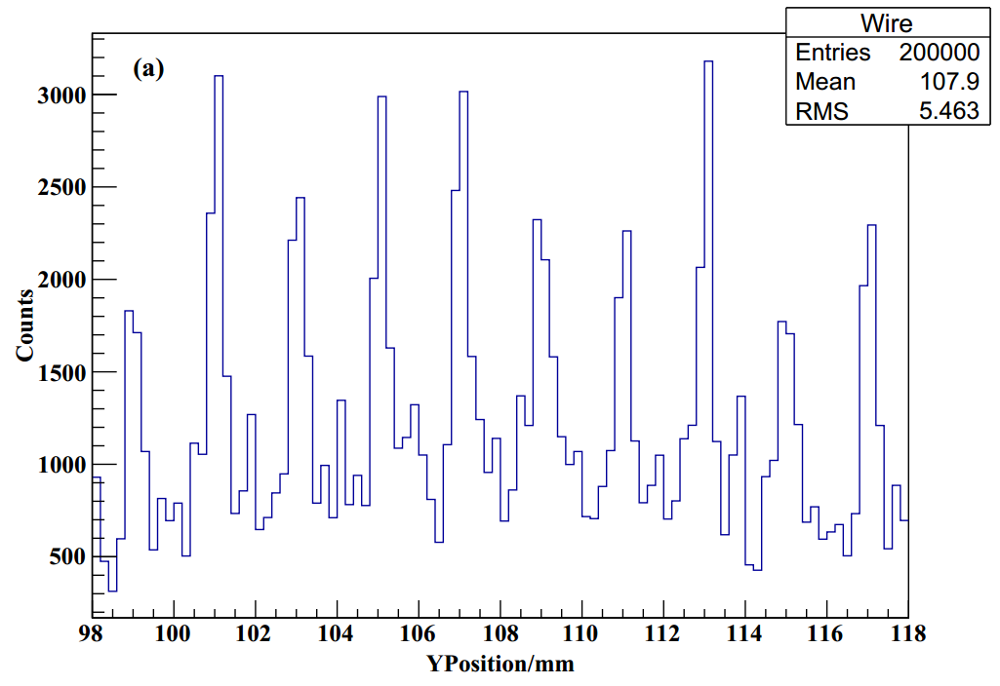 Wire
Entries 200000
Mean 107.9
RMS 5.463
(a)
3000
2500
2000
1500
1000
500
Counts
98 100 102 104 106 108 110 112 114 116 118
YPosition/mm